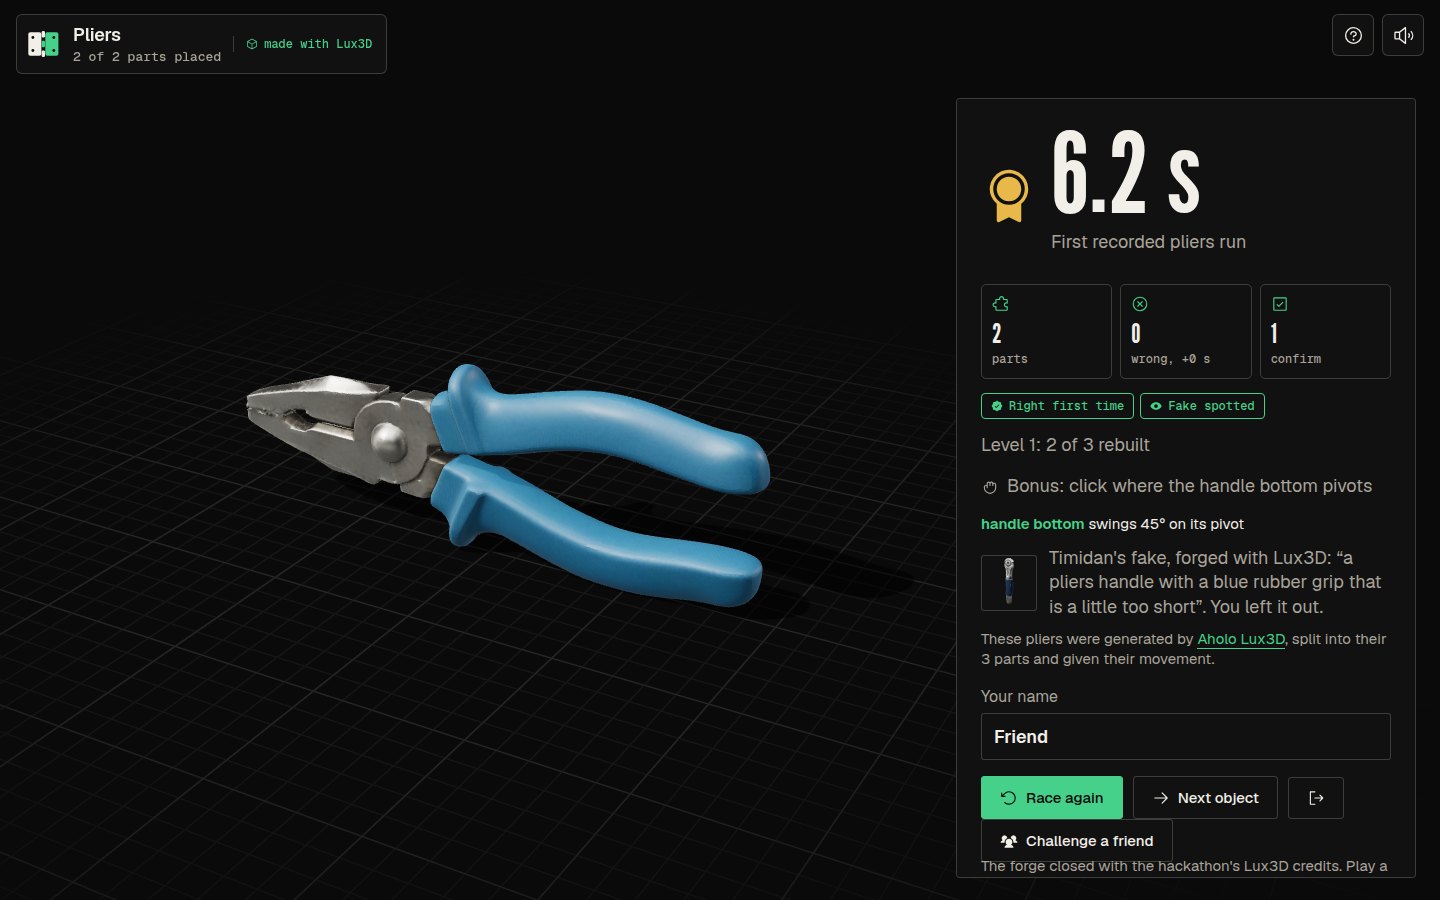 Pliers
2 of 2 parts placed
made with Lux3D
6.2 s
First recorded pliers run
2
parts
0
wrong, +0 s
1
confirm
Right first time
Fake spotted
Level 1: 2 of 3 rebuilt
Bonus: click where the handle bottom pivots
handle bottom swings 45° on its pivot
Timidan's fake, forged with Lux3D: “a
pliers handle with a blue rubber grip that
is a little too short”. You left it out.
These pliers were generated by Aholo Lux3D, split into their
3 parts and given their movement.
Your name
Friend
Race again
Next object
Challenge a friend
The forge closed with the hackathon's Lux3D credits. Play a